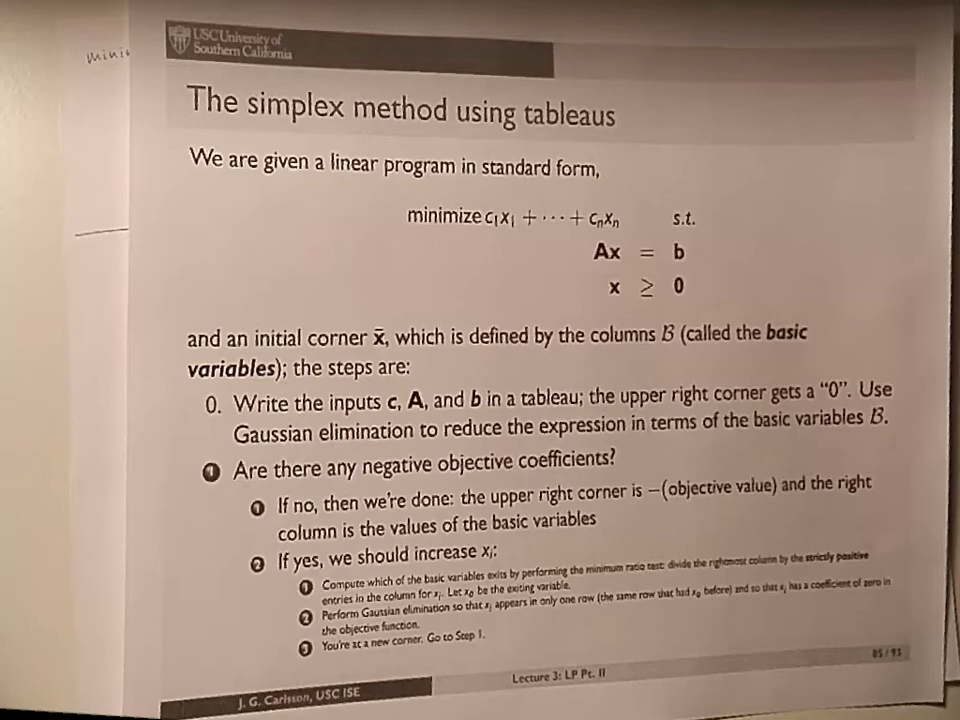 USC University of
Southern California
The simplex method using tableaus
We are given a linear program in standard form,
minimize c₁x₁ + ··· + cₙxₙ s.t.
Ax = b
x ≥ 0
and an initial corner x̄, which is defined by the columns ℬ (called the basic
variables); the steps are:
0. Write the inputs c, A, and b in a tableau; the upper right corner gets a “0”. Use
Gaussian elimination to reduce the expression in terms of the basic variables ℬ.
1 Are there any negative objective coefficients?
1 If no, then we’re done: the upper right corner is −(objective value) and the right
column is the values of the basic variables
2 If yes, we should increase xⱼ:
1 Compute which of the basic variables exits by performing the minimum ratio test: divide the rightmost column by the strictly positive
entries in the column for xⱼ. Let x₀ be the exiting variable.
2 Perform Gaussian elimination so that xⱼ appears in only one row (the same row that had x₀ before) and so that xⱼ has a coefficient of zero in
the objective function.
3 You’re at a new corner. Go to Step 1.
85 / 93
Lecture 3: LP Pt. II
J. G. Carlsson, USC ISE